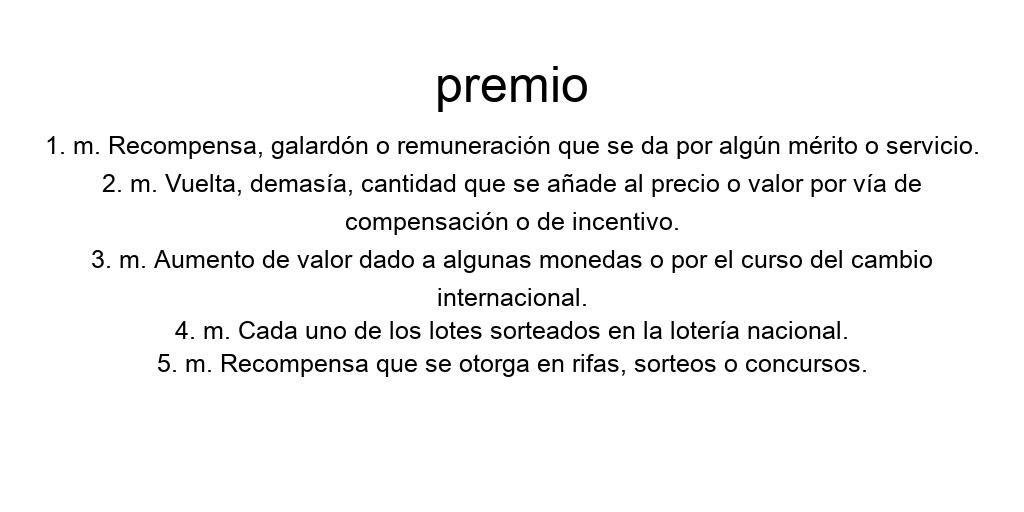 premio
1. m. Recompensa, galardón o remuneración que se da por algún mérito o servicio.
2. m. Vuelta, demasía, cantidad que se añade al precio o valor por vía de
compensación o de incentivo.
3. m. Aumento de valor dado a algunas monedas o por el curso del cambio
internacional.
4. m. Cada uno de los lotes sorteados en la lotería nacional.
5. m. Recompensa que se otorga en rifas, sorteos o concursos.